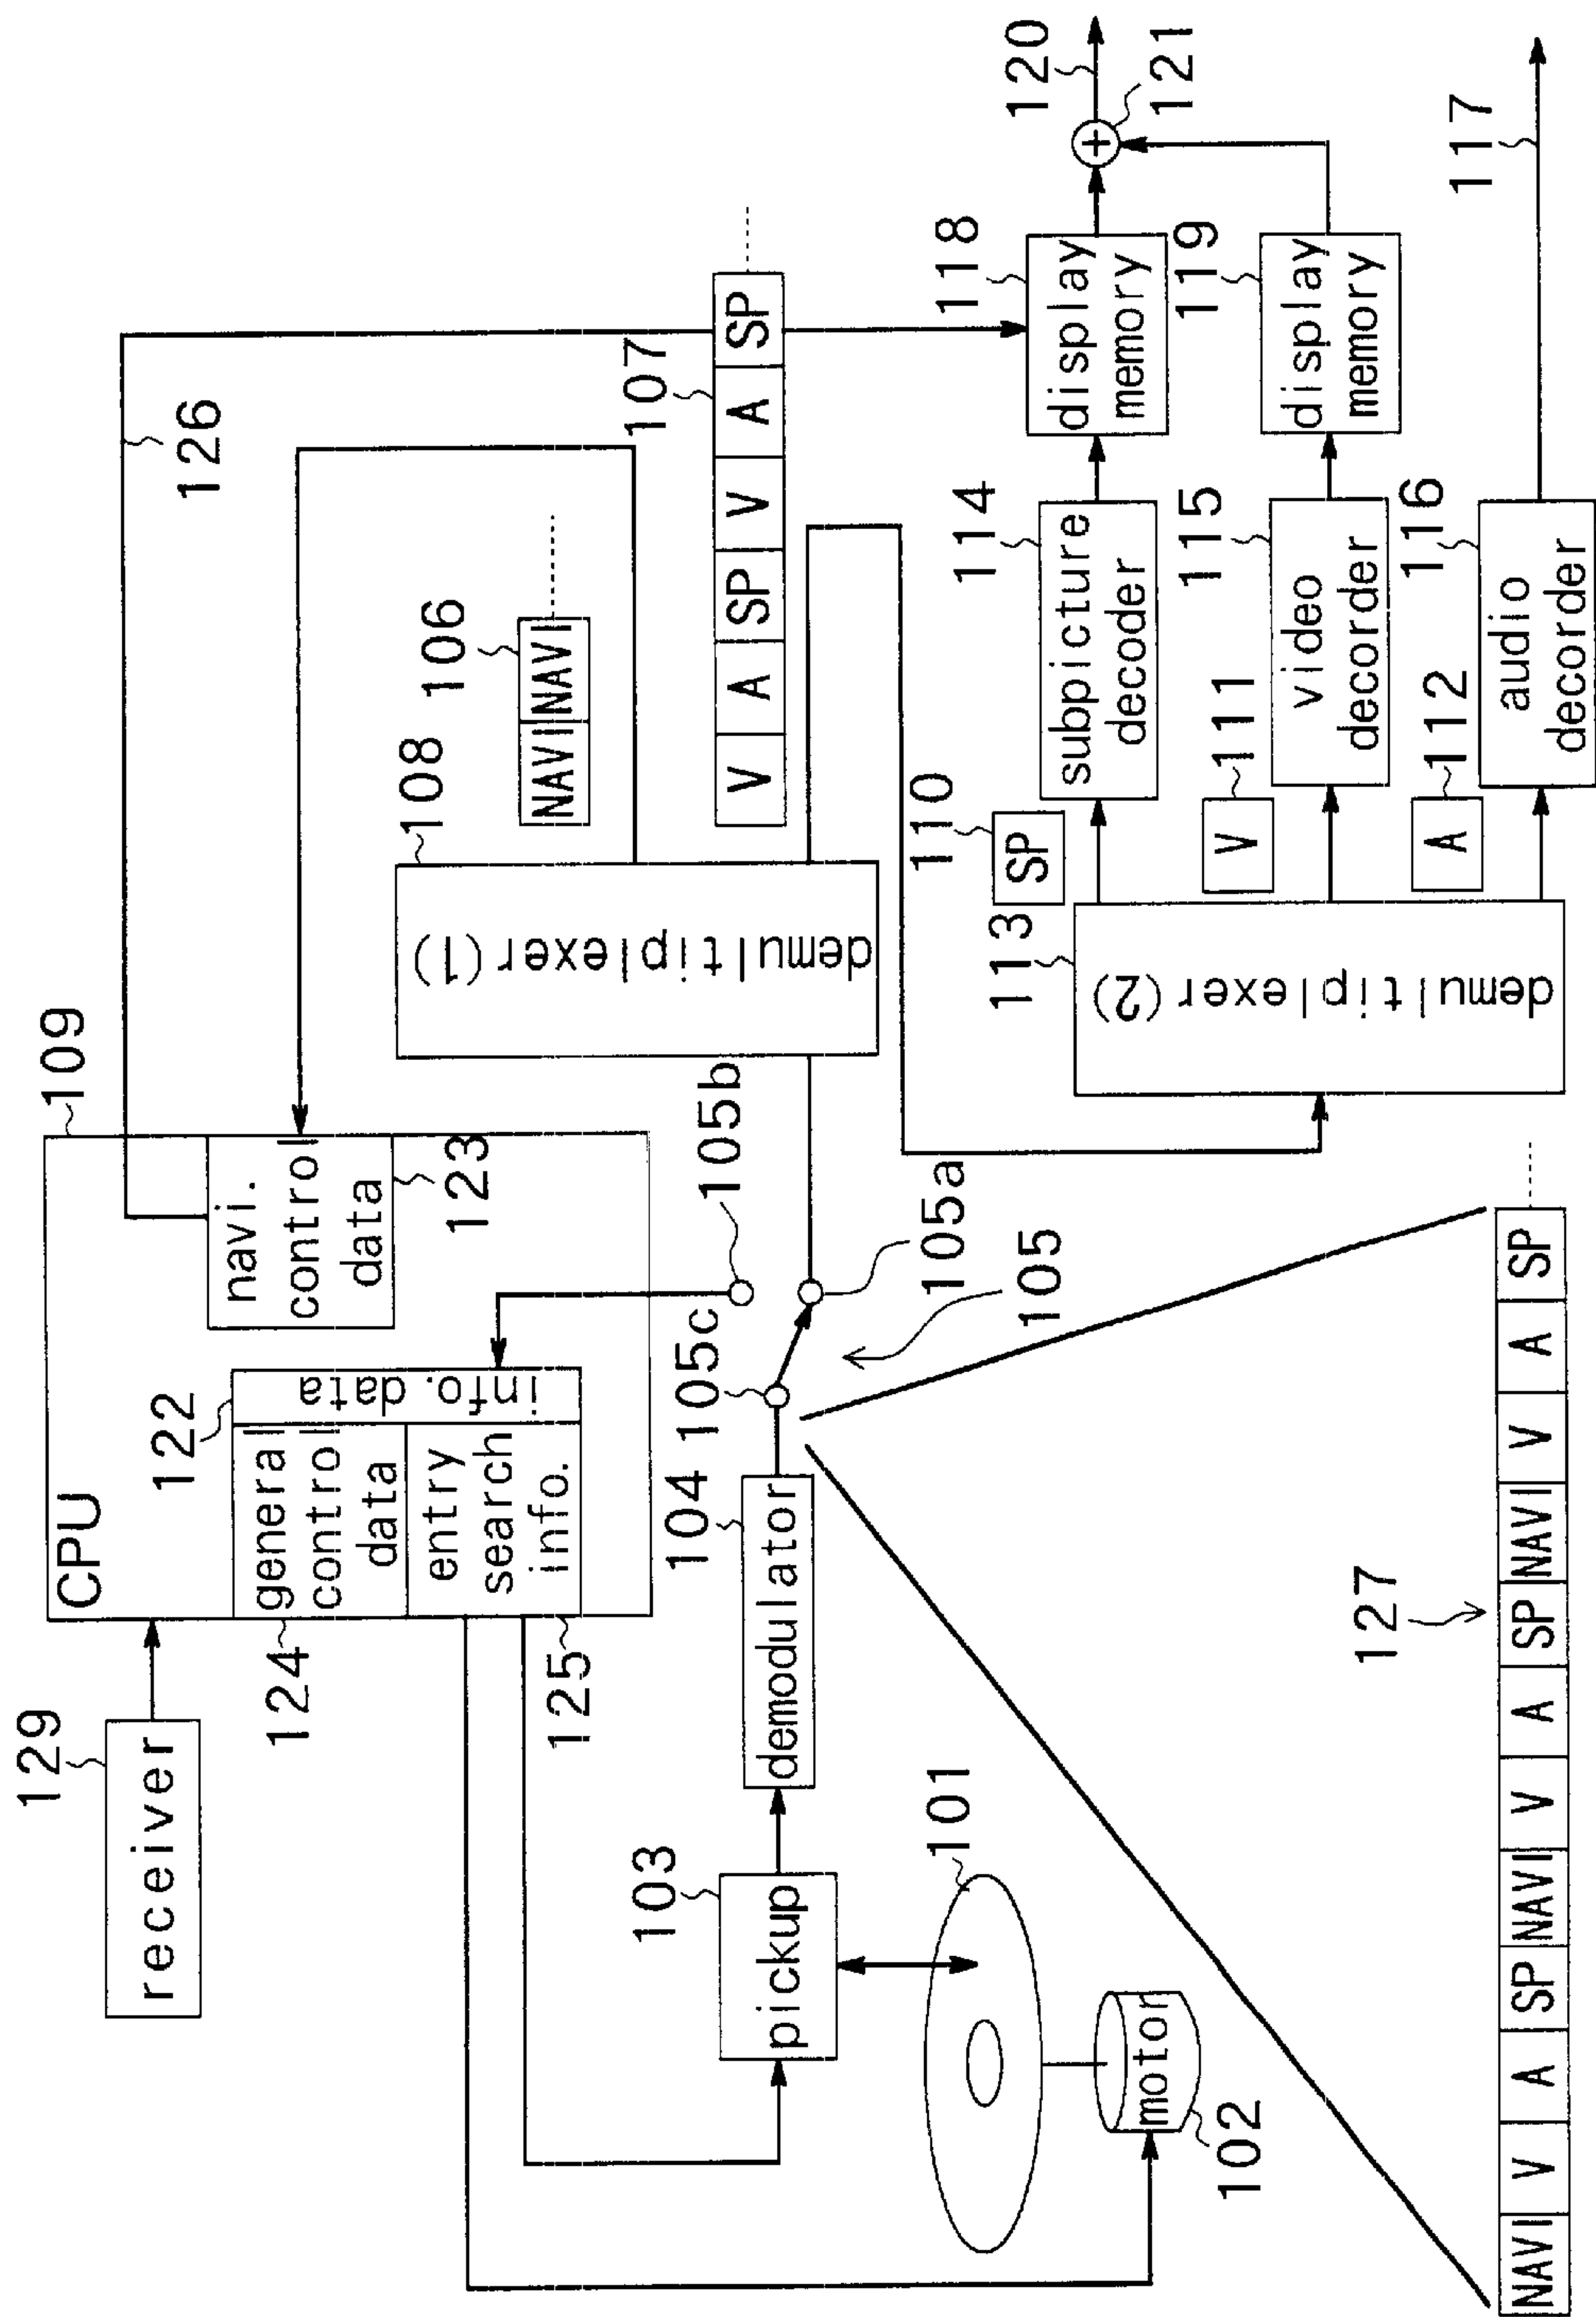 129
receiver
CPU
109
124
general
control
data
122
info. data
entry
search
info.
125
navi.
control
data
123
126
103
pickup
104
demodulator
105c
105b
105a
105
108
demultiplexer(1)
106
NAVI NAVI
107
V A SP V A SP
101
motor
102
113
demultiplexer(2)
110
SP
114
subpicture
decoder
118
display
memory
120
121
111
V
115
video
decorder
119
display
memory
112
A
116
audio
decorder
117
127
NAVI V A SP NAVI V A SP NAVI V A SP